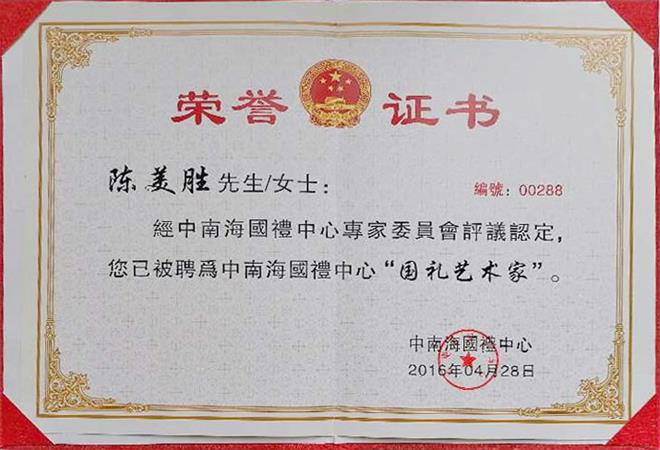 荣誉证书
陈美胜 先生/女士：
编號：00288
經中南海國禮中心專家委員會評議認定，
您已被聘爲中南海國禮中心“国礼艺术家”。
中南海國禮中心
2016年04月28日